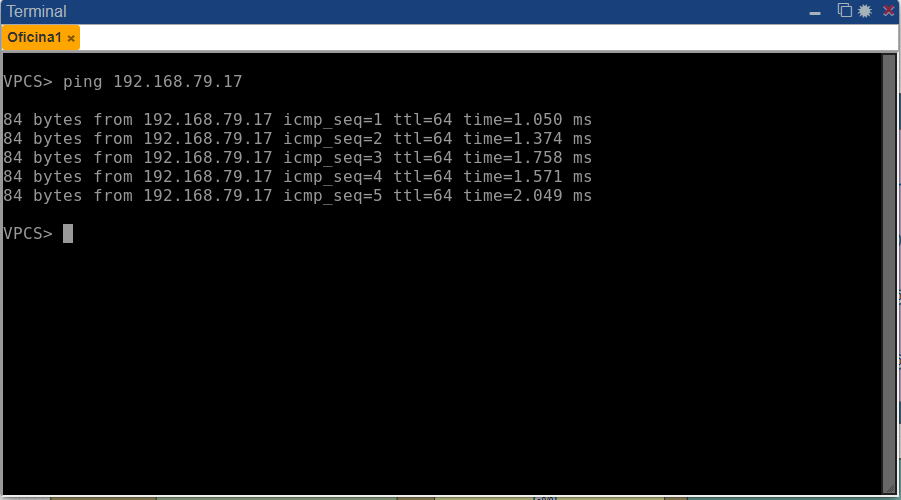 Terminal
Oficina1
VPCS> ping 192.168.79.17
84 bytes from 192.168.79.17 icmp_seq=1 ttl=64 time=1.050 ms
84 bytes from 192.168.79.17 icmp_seq=2 ttl=64 time=1.374 ms
84 bytes from 192.168.79.17 icmp_seq=3 ttl=64 time=1.758 ms
84 bytes from 192.168.79.17 icmp_seq=4 ttl=64 time=1.571 ms
84 bytes from 192.168.79.17 icmp_seq=5 ttl=64 time=2.049 ms
VPCS>